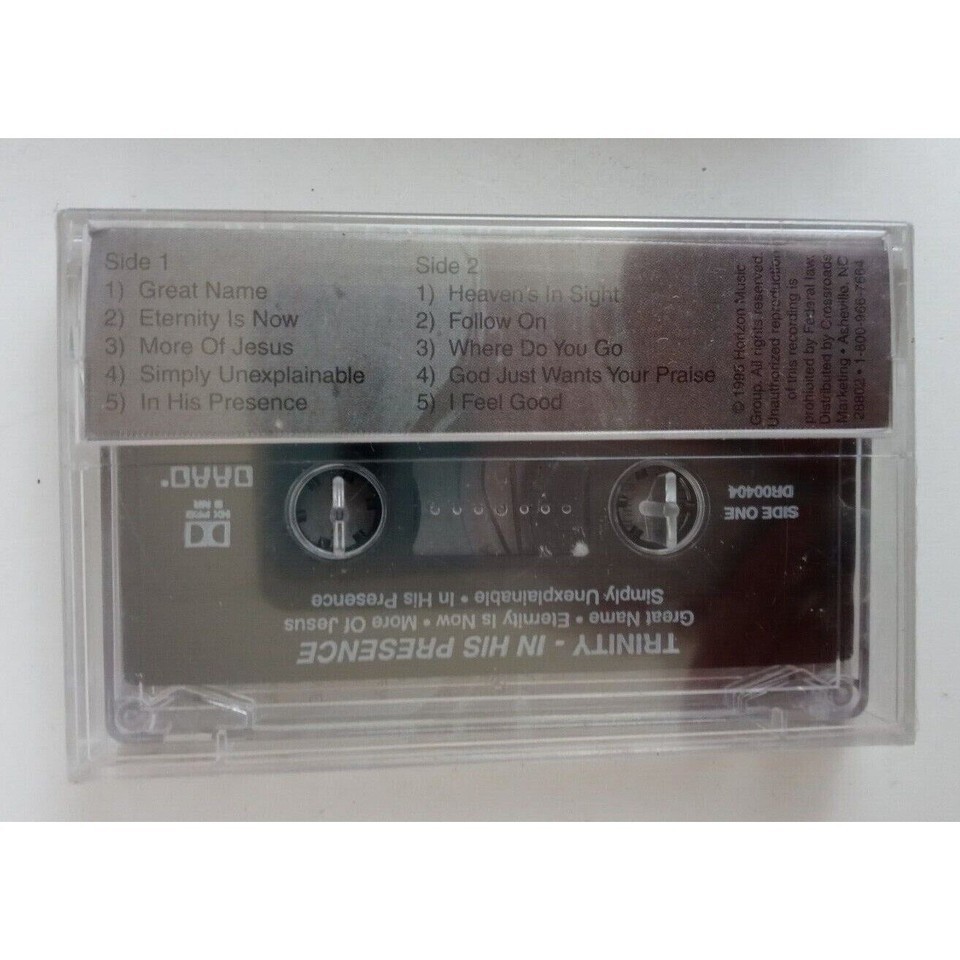 Side 1
1) Great Name
2) Eternity Is Now
3) More Of Jesus
4) Simply Unexplainable
5) In His Presence
Side 2
1) Heaven's In Sight
2) Follow On
3) Where Do You Go
4) God Just Wants Your Praise
5) I Feel Good
© 1995 Horizon Music
Group. All rights reserved.
Unauthorized reproduction
of this recording is
prohibited by Federal law.
Distributed by Crossroads
Marketing • Asheville, NC
28802 • 1-800-968-7664
TRINITY - IN HIS PRESENCE
Great Name • Eternity Is Now • More Of Jesus
Simply Unexplainable • In His Presence
SIDE ONE
DR00404
HX PRO
B NR